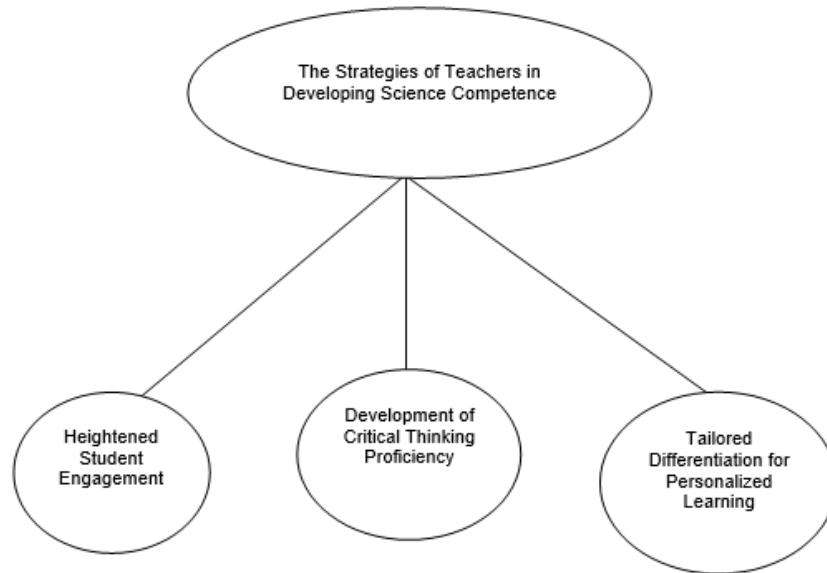 The Strategies of Teachers in
Developing Science Competence
Heightened
Student
Engagement
Development of
Critical Thinking
Proficiency
Tailored
Differentiation for
Personalized
Learning